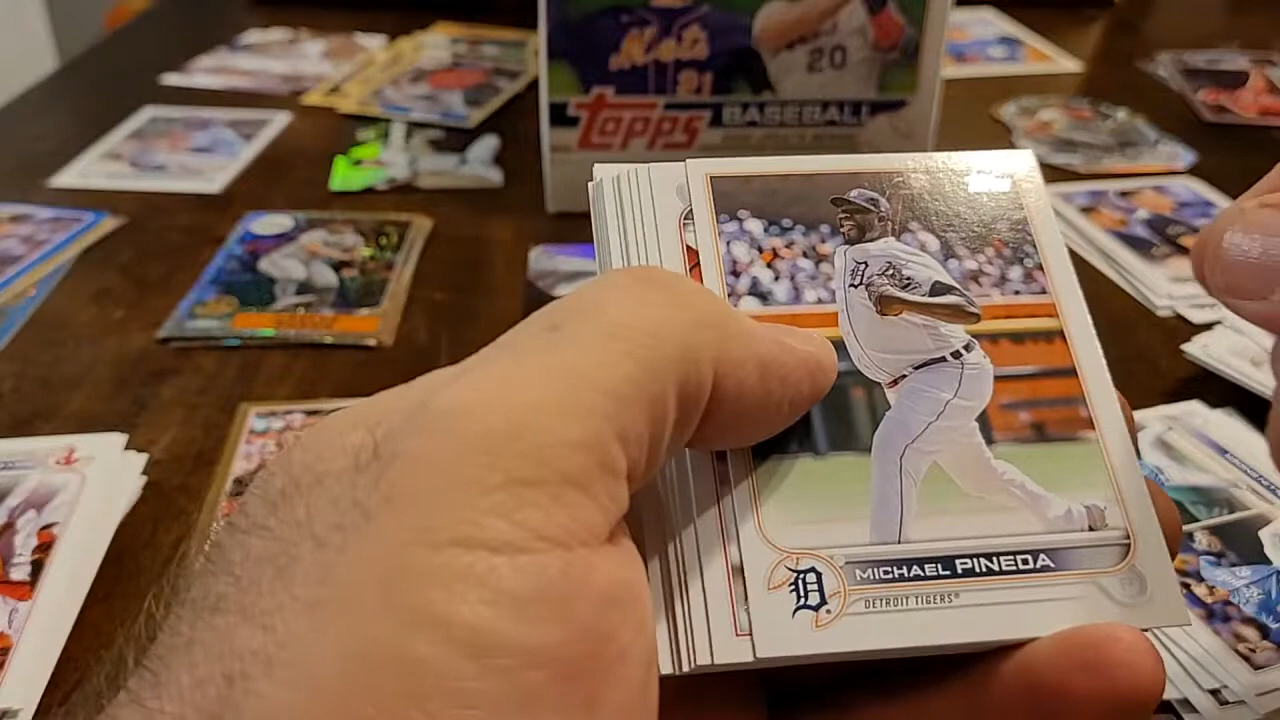 Mets
21
20
Topps
BASEBALL
D
MICHAEL PINEDA
D
DETROIT TIGERS®